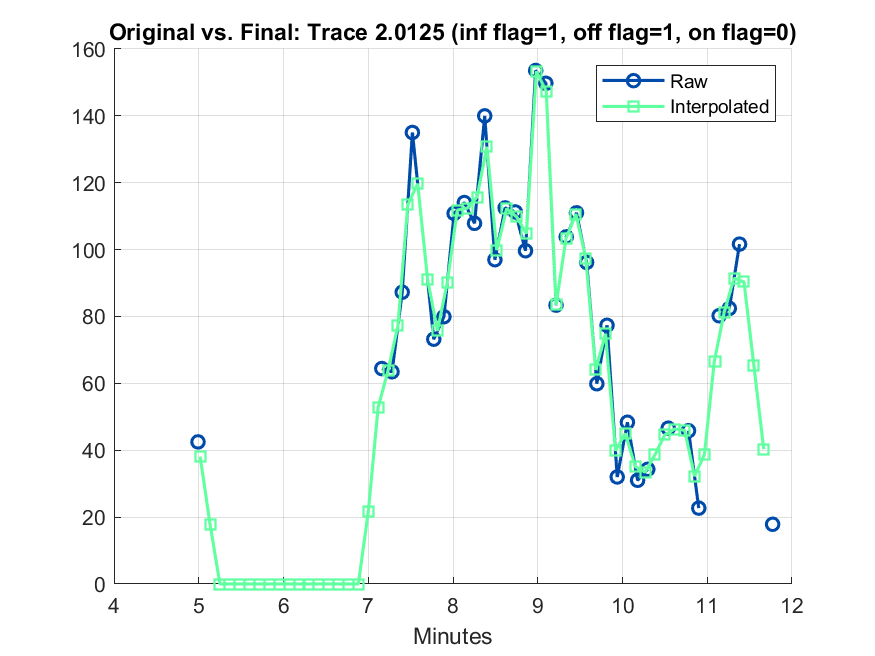 Original vs. Final: Trace 2.0125 (inf flag=1, off flag=1, on flag=0)
160
140
120
100
80
60
40
20
0
Raw
Interpolated
4 5 6 7 8 9 10 11 12
Minutes